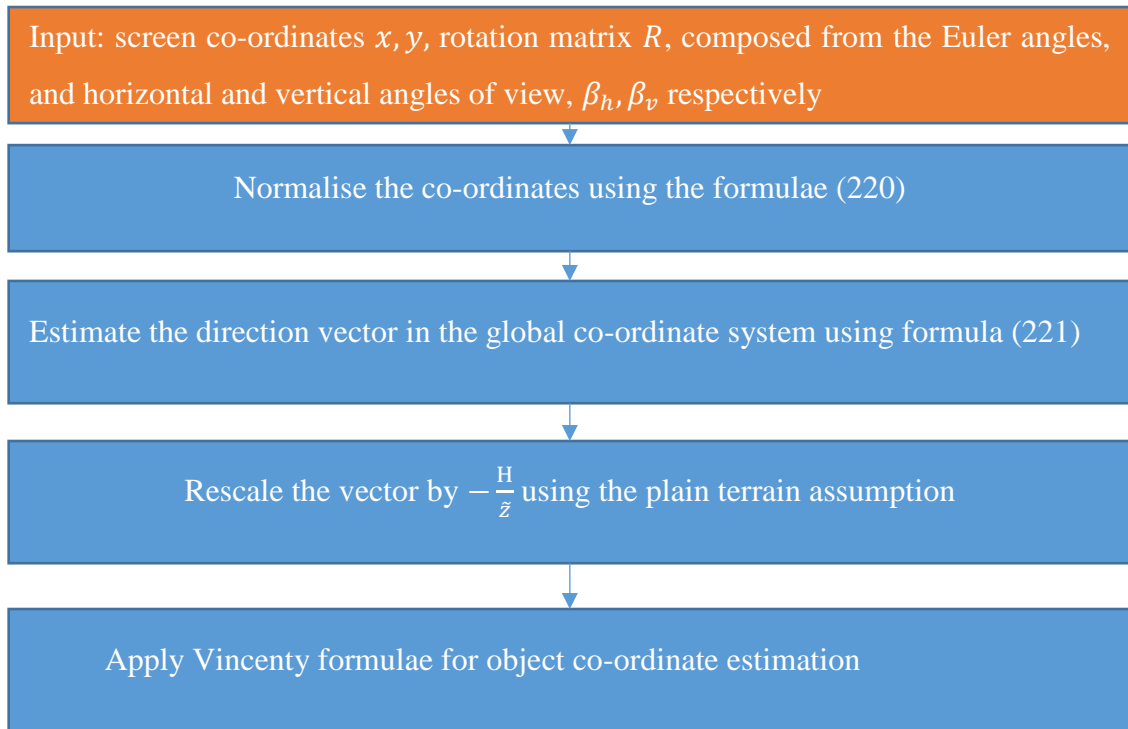 Input: screen co-ordinates 𝑥, 𝑦, rotation matrix 𝑅, composed from the Euler angles,
and horizontal and vertical angles of view, 𝛽ℎ, 𝛽𝑣 respectively
Normalise the co-ordinates using the formulae (220)
Estimate the direction vector in the global co-ordinate system using formula (221)
Rescale the vector by −H/z̃ using the plain terrain assumption
Apply Vincenty formulae for object co-ordinate estimation